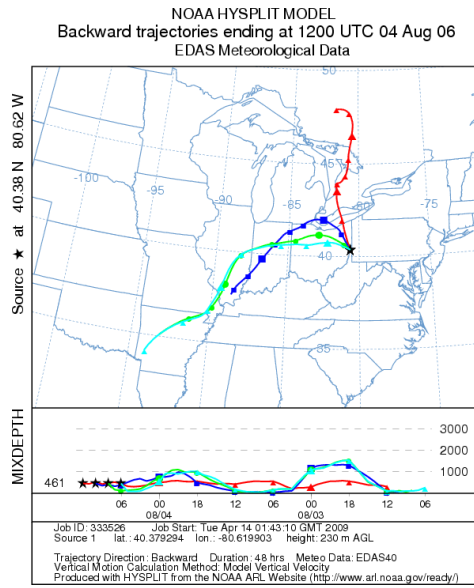 NOAA HYSPLIT MODEL
Backward trajectories ending at 1200 UTC 04 Aug 06
EDAS Meteorological Data
Source ★ at 40.38 N 80.62 W
50
-100
-95
-90
-85
-80
-75
45
40
35
MIXDEPTH
461
3000
2000
1000
06 00 18 12 06 00 18 12 06
08/04 08/03
Job ID: 333526 Job Start: Tue Apr 14 01:43:10 GMT 2009
Source 1 lat.: 40.379294 lon.: -80.619903 height: 230 m AGL
Trajectory Direction: Backward Duration: 48 hrs Meteo Data: EDAS40
Vertical Motion Calculation Method: Model Vertical Velocity
Produced with HYSPLIT from the NOAA ARL Website (http://www.arl.noaa.gov/ready/)